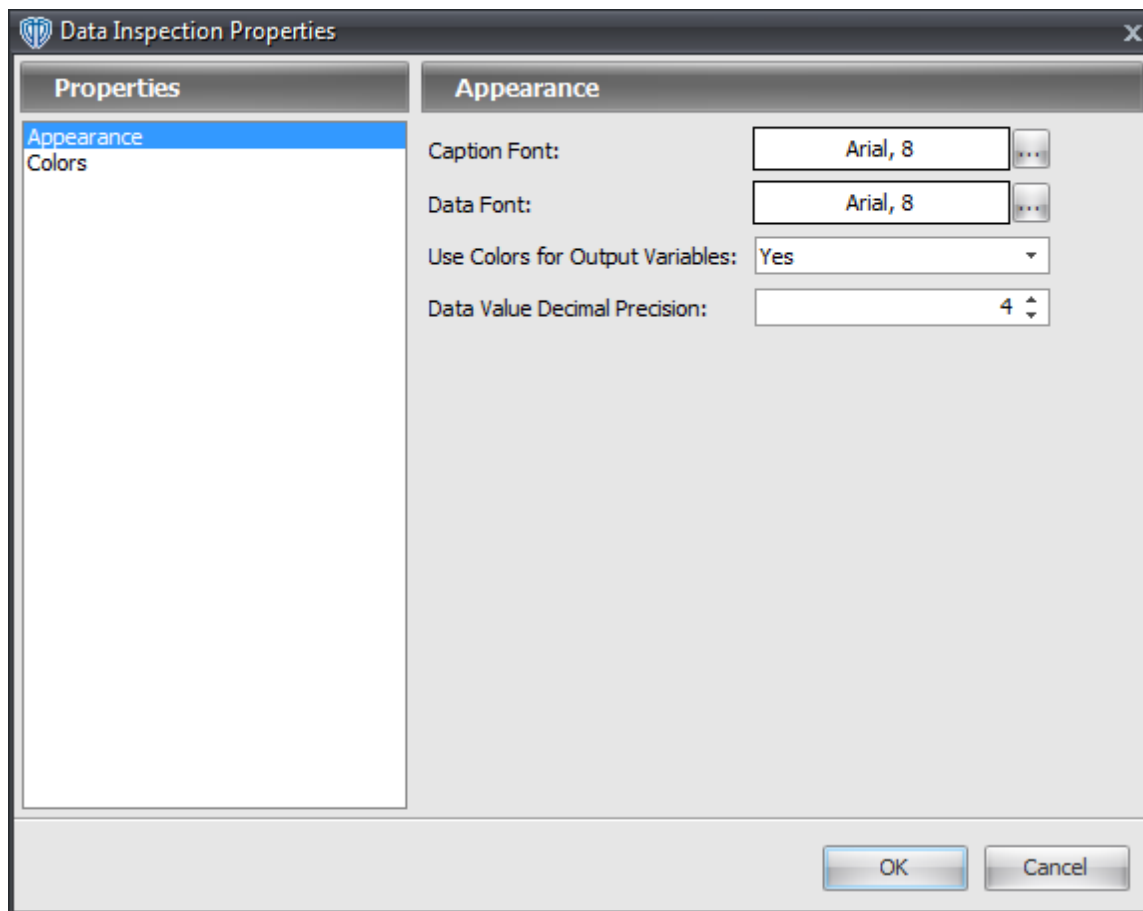 Data Inspection Properties
x
Properties
Appearance
Appearance
Colors
Caption Font: Arial, 8 ...
Data Font: Arial, 8 ...
Use Colors for Output Variables: Yes
Data Value Decimal Precision: 4
OK Cancel